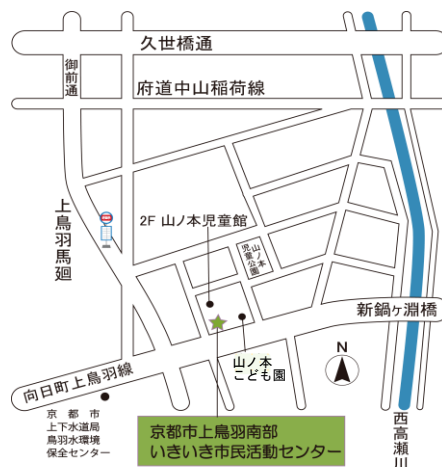 久世橋通
御前通
府道中山稲荷線
上鳥羽馬廻
2F 山ノ本児童館
山ノ本
児童公園
新鍋ヶ淵橋
山ノ本
こども園
N
向日町上鳥羽線
京都市
上下水道局
鳥羽水環境
保全センター
京都市上鳥羽南部
いきいき市民活動センター
西高瀬川